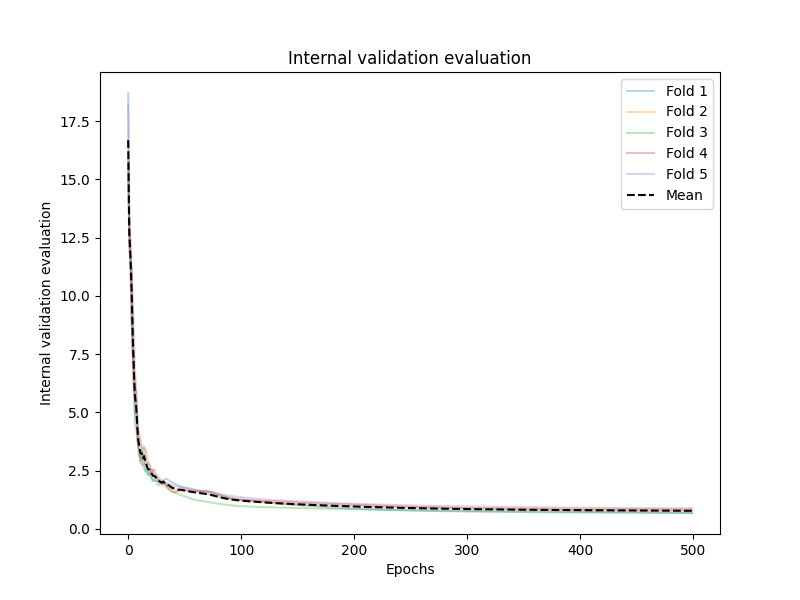 Internal validation evaluation
Internal validation evaluation
17.5
15.0
12.5
10.0
7.5
5.0
2.5
0.0
0
100
200
300
400
500
Epochs
Fold 1
Fold 2
Fold 3
Fold 4
Fold 5
Mean